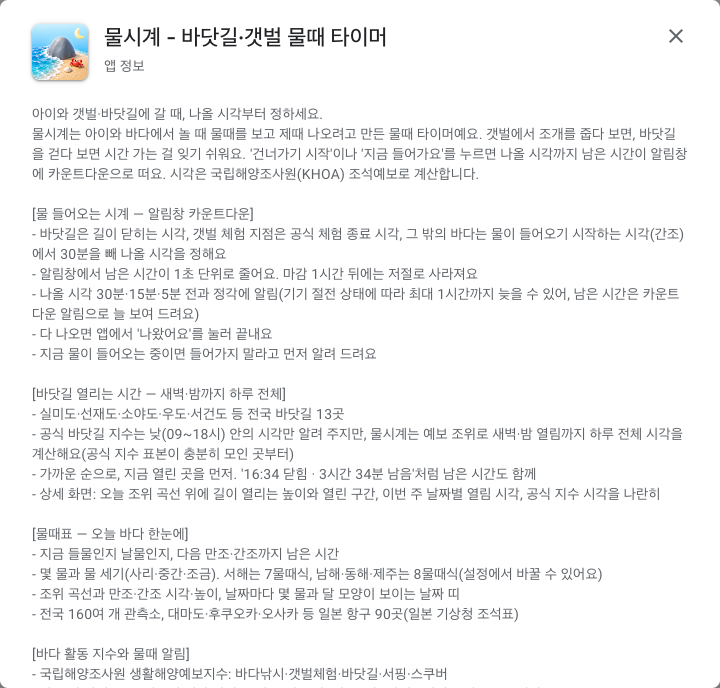 물시계 - 바닷길·갯벌 물때 타이머
앱 정보
아이와 갯벌·바닷길에 갈 때, 나올 시각부터 정하세요.
물시계는 아이와 바다에서 놀 때 물때를 보고 제때 나오려고 만든 물때 타이머예요. 갯벌에서 조개를 줍다 보면, 바닷길
을 걷다 보면 시간 가는 걸 잊기 쉬워요. '건너가기 시작'이나 '지금 들어가요'를 누르면 나올 시각까지 남은 시간이 알림창
에 카운트다운으로 떠요. 시각은 국립해양조사원(KHOA) 조석예보로 계산합니다.
[물 들어오는 시계 — 알림창 카운트다운]
- 바닷길은 길이 닫히는 시각, 갯벌 체험 지점은 공식 체험 종료 시각, 그 밖의 바다는 물이 들어오기 시작하는 시각(간조)
에서 30분을 빼 나올 시각을 정해요
- 알림창에서 남은 시간이 1초 단위로 줄어요. 마감 1시간 뒤에는 저절로 사라져요
- 나올 시각 30분·15분·5분 전과 정각에 알림(기기 절전 상태에 따라 최대 1시간까지 늦을 수 있어, 남은 시간은 카운트
다운 알림으로 늘 보여 드려요)
- 다 나오면 앱에서 '나왔어요'를 눌러 끝내요
- 지금 물이 들어오는 중이면 들어가지 말라고 먼저 알려 드려요
[바닷길 열리는 시간 — 새벽·밤까지 하루 전체]
- 실미도·선재도·소야도·우도·서건도 등 전국 바닷길 13곳
- 공식 바닷길 지수는 낮(09~18시) 안의 시각만 알려 주지만, 물시계는 예보 조위로 새벽·밤 열림까지 하루 전체 시각을
계산해요(공식 지수 표본이 충분히 모인 곳부터)
- 가까운 순으로, 지금 열린 곳을 먼저. '16:34 닫힘 · 3시간 34분 남음'처럼 남은 시간도 함께
- 상세 화면: 오늘 조위 곡선 위에 길이 열리는 높이와 열린 구간, 이번 주 날짜별 열림 시각, 공식 지수 시각을 나란히
[물때표 — 오늘 바다 한눈에]
- 지금 들물인지 날물인지, 다음 만조·간조까지 남은 시간
- 몇 물과 물 세기(사리·중간·조금). 서해는 7물때식, 남해·동해·제주는 8물때식(설정에서 바꿀 수 있어요)
- 조위 곡선과 만조·간조 시각·높이, 날짜마다 몇 물과 달 모양이 보이는 날짜 띠
- 전국 160여 개 관측소, 대마도·후쿠오카·오사카 등 일본 항구 90곳(일본 기상청 조석표)
[바다 활동 지수와 물때 알림]
- 국립해양조사원 생활해양예보지수: 바다낚시·갯벌체험·바닷길·서핑·스쿠버